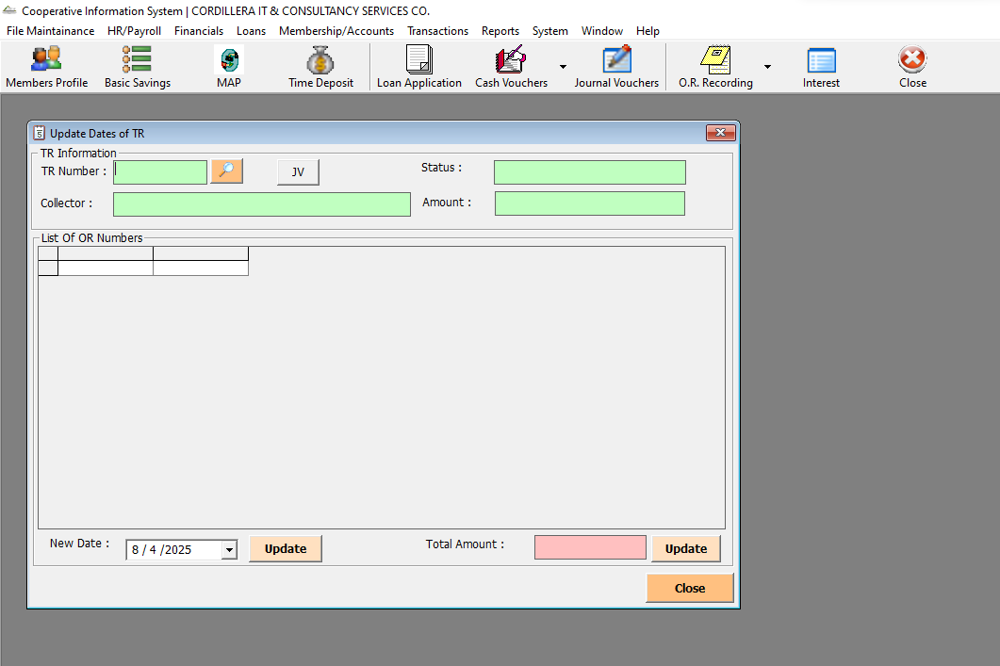 Cooperative Information System | CORDILLERA IT & CONSULTANCY SERVICES CO.
File Maintainance HR/Payroll Financials Loans Membership/Accounts Transactions Reports System Window Help
Members Profile Basic Savings MAP Time Deposit Loan Application Cash Vouchers Journal Vouchers O.R. Recording Interest Close
Update Dates of TR
TR Information
TR Number : JV Status :
Collector : Amount :
List Of OR Numbers
New Date : 8 / 4 /2025 Update Total Amount : Update
Close